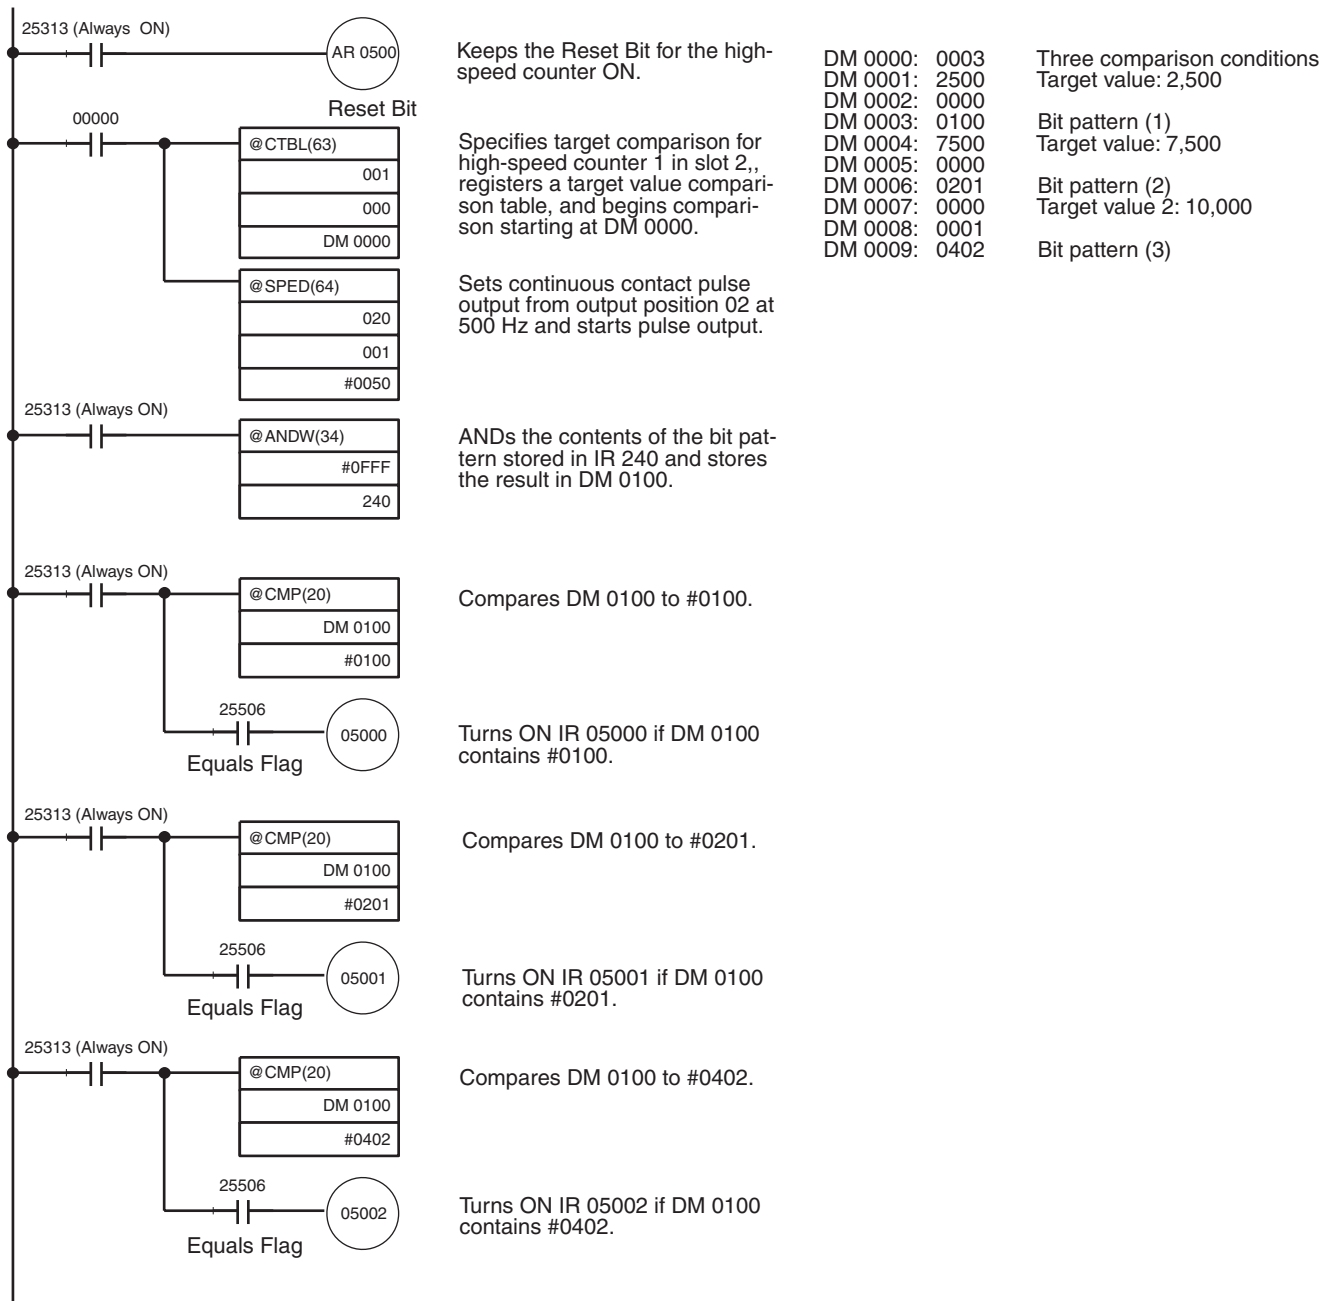 25313 (Always  ON)
AR 0500
Reset Bit
Keeps the Reset Bit for the high-
speed counter ON.
DM 0000: 0003 Three comparison conditions
DM 0001: 2500 Target value: 2,500
DM 0002: 0000
DM 0003: 0100 Bit pattern (1)
DM 0004: 7500 Target value: 7,500
DM 0005: 0000
DM 0006: 0201 Bit pattern (2)
DM 0007: 0000 Target value 2: 10,000
DM 0008: 0001
DM 0009: 0402 Bit pattern (3)
00000
@CTBL(63)
001
000
DM 0000
Specifies target comparison for
high-speed counter 1 in slot 2,,
registers a target value compari-
son table, and begins compari-
son starting at DM 0000.
@SPED(64)
020
001
#0050
Sets continuous contact pulse
output from output position 02 at
500 Hz and starts pulse output.
25313 (Always ON)
@ANDW(34)
#0FFF
240
ANDs the contents of the bit pat-
tern stored in IR 240 and stores
the result in DM 0100.
25313 (Always ON)
@CMP(20)
DM 0100
#0100
Compares DM 0100 to #0100.
25506
Equals Flag
05000
Turns ON IR 05000 if DM 0100
contains #0100.
25313 (Always ON)
@CMP(20)
DM 0100
#0201
Compares DM 0100 to #0201.
25506
Equals Flag
05001
Turns ON IR 05001 if DM 0100
contains #0201.
25313 (Always ON)
@CMP(20)
DM 0100
#0402
Compares DM 0100 to #0402.
25506
Equals Flag
05002
Turns ON IR 05002 if DM 0100
contains #0402.